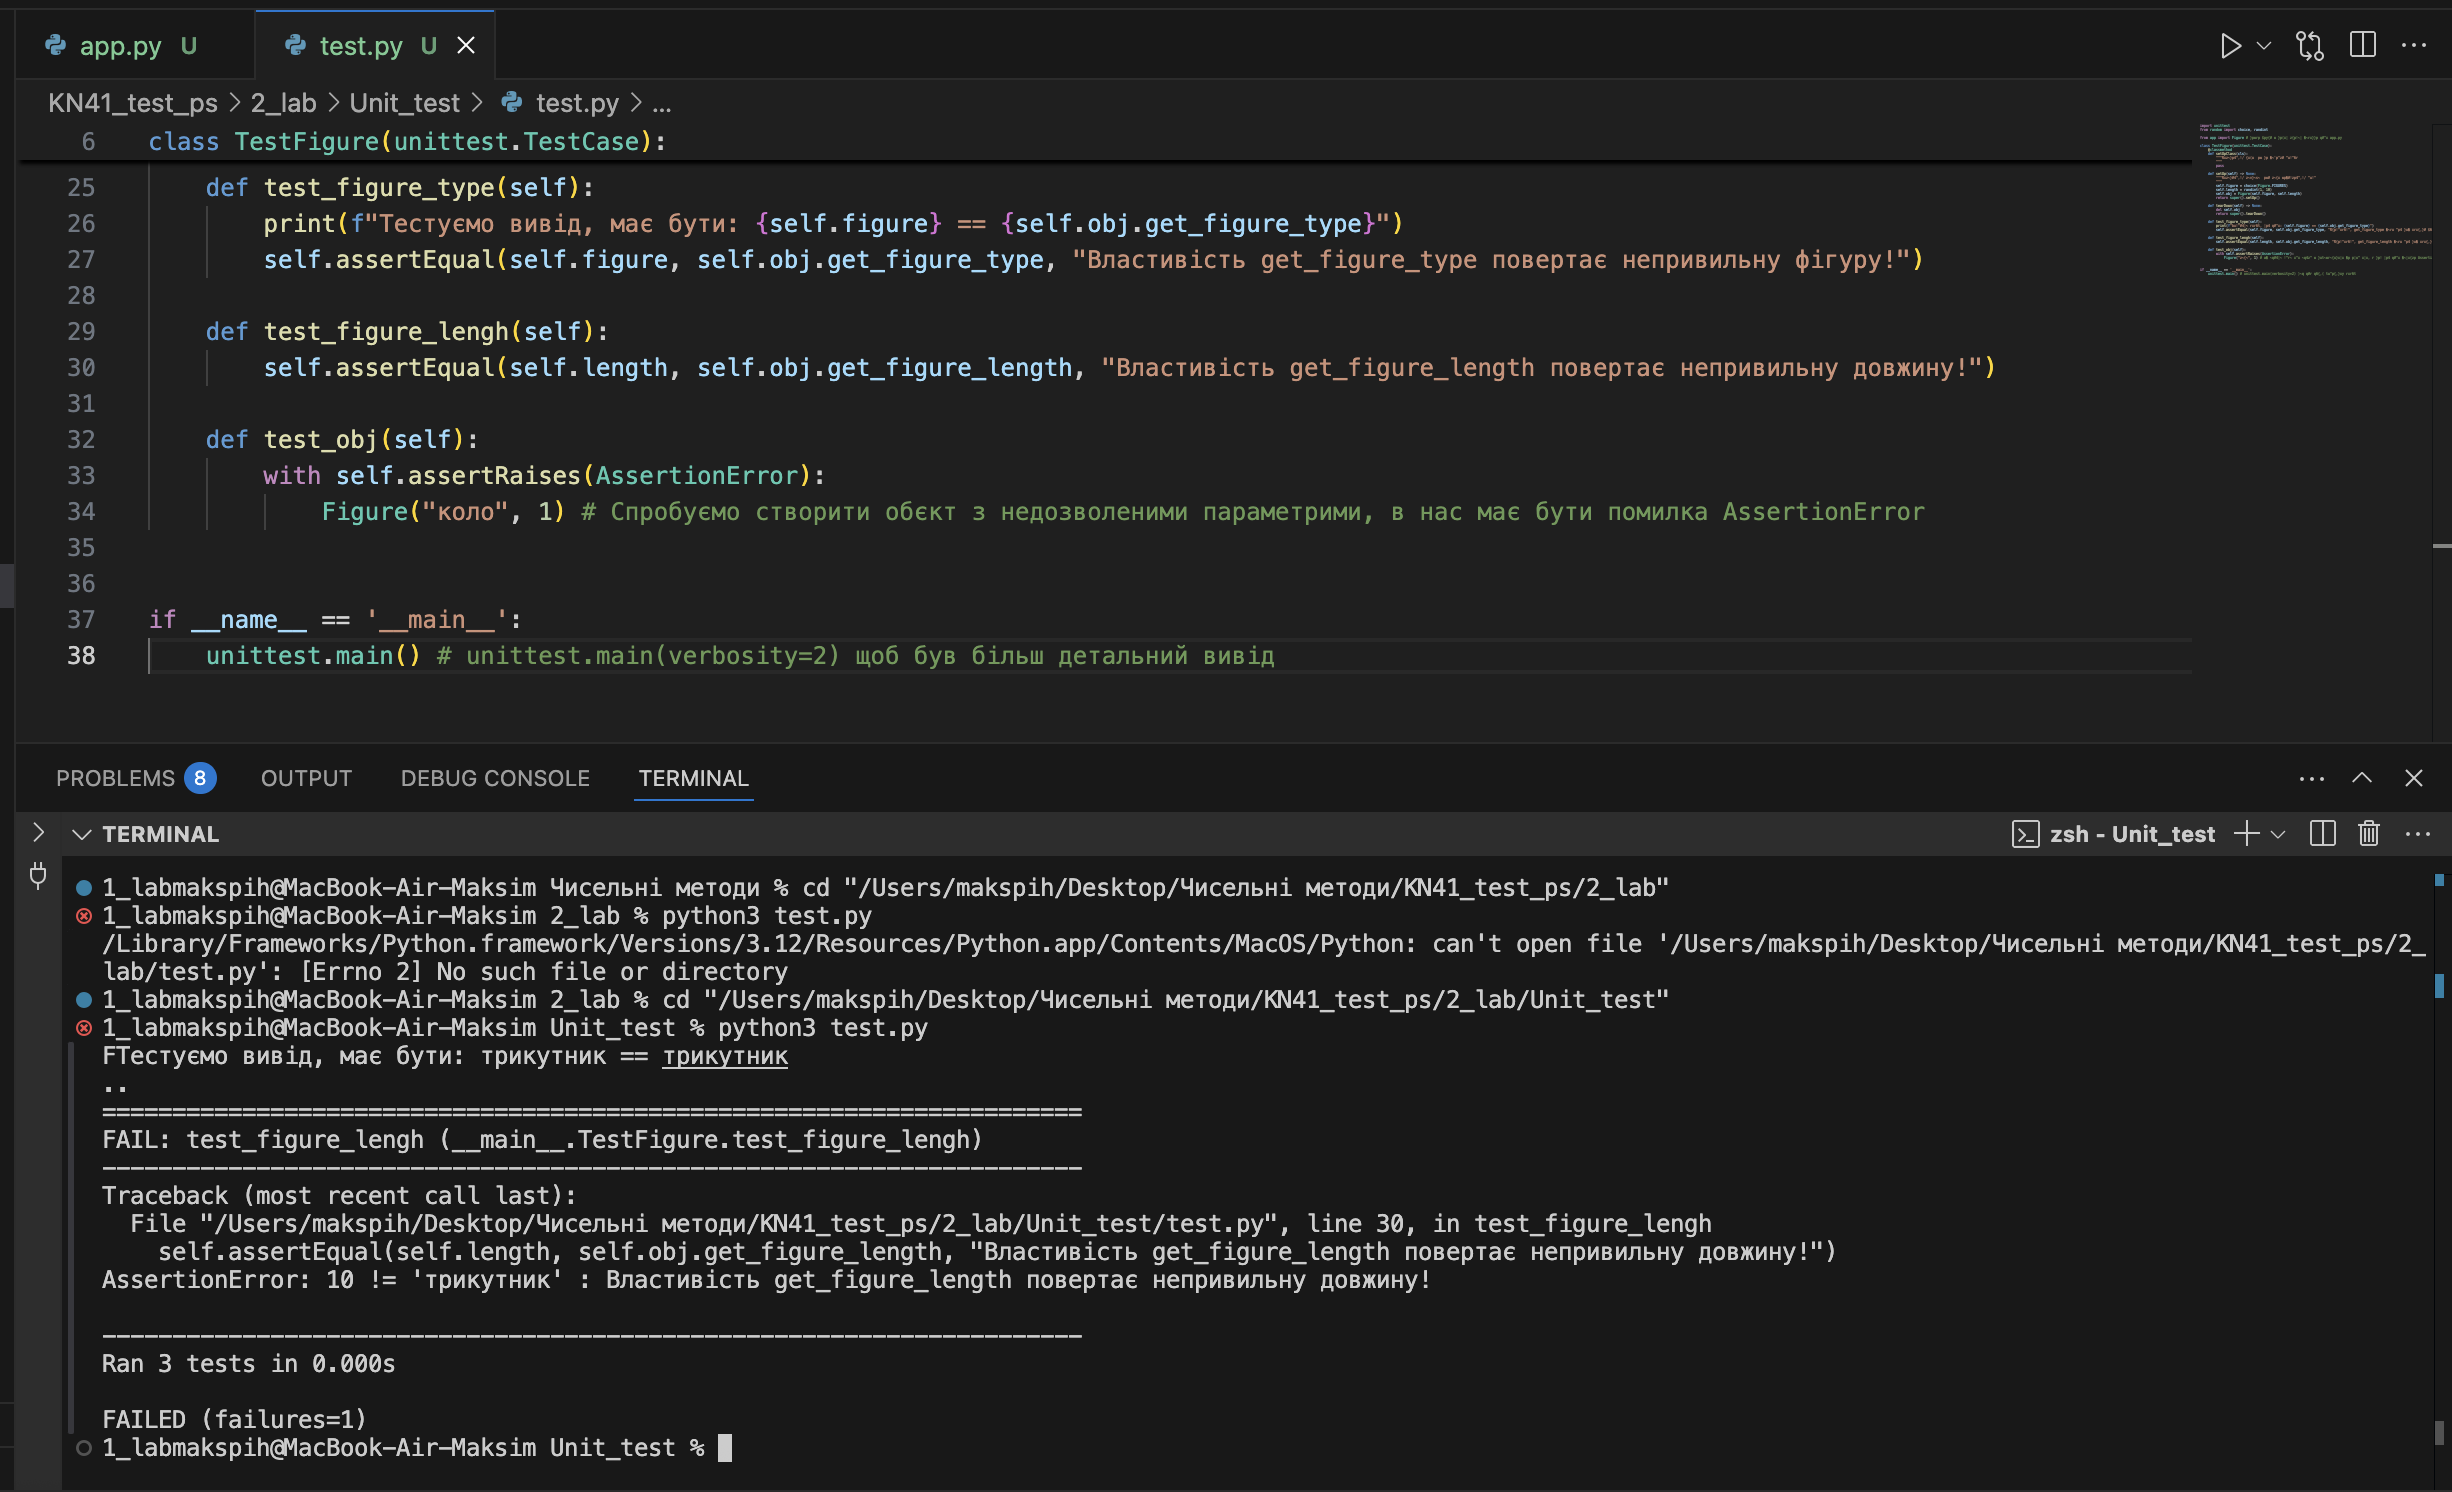 app.py U
test.py U
KN41_test_ps > 2_lab > Unit_test > test.py > ...
6 class TestFigure(unittest.TestCase):
25 def test_figure_type(self):
26 print(f"Тестуємо вивід, має бути: {self.figure} == {self.obj.get_figure_type}")
27 self.assertEqual(self.figure, self.obj.get_figure_type, "Властивість get_figure_type повертає непривильну фігуру!")
28
29 def test_figure_lengh(self):
30 self.assertEqual(self.length, self.obj.get_figure_length, "Властивість get_figure_length повертає непривильну довжину!")
31
32 def test_obj(self):
33 with self.assertRaises(AssertionError):
34 Figure("коло", 1) # Спробуємо створити обєкт з недозволеними параметрими, в нас має бути помилка AssertionError
35
36
37 if __name__ == '__main__':
38 unittest.main() # unittest.main(verbosity=2) щоб був більш детальний вивід
PROBLEMS 8 OUTPUT DEBUG CONSOLE TERMINAL
TERMINAL
zsh - Unit_test
1_labmakspih@MacBook-Air-Maksim Чисельні методи % cd "/Users/makspih/Desktop/Чисельні методи/KN41_test_ps/2_lab"
1_labmakspih@MacBook-Air-Maksim 2_lab % python3 test.py
/Library/Frameworks/Python.framework/Versions/3.12/Resources/Python.app/Contents/MacOS/Python: can't open file '/Users/makspih/Desktop/Чисельні методи/KN41_test_ps/2_
lab/test.py': [Errno 2] No such file or directory
1_labmakspih@MacBook-Air-Maksim 2_lab % cd "/Users/makspih/Desktop/Чисельні методи/KN41_test_ps/2_lab/Unit_test"
1_labmakspih@MacBook-Air-Maksim Unit_test % python3 test.py
FТестуємо вивід, має бути: трикутник == трикутник
..
======================================================================
FAIL: test_figure_lengh (__main__.TestFigure.test_figure_lengh)
----------------------------------------------------------------------
Traceback (most recent call last):
File "/Users/makspih/Desktop/Чисельні методи/KN41_test_ps/2_lab/Unit_test/test.py", line 30, in test_figure_lengh
self.assertEqual(self.length, self.obj.get_figure_length, "Властивість get_figure_length повертає непривильну довжину!")
AssertionError: 10 != 'трикутник' : Властивість get_figure_length повертає непривильну довжину!
----------------------------------------------------------------------
Ran 3 tests in 0.000s
FAILED (failures=1)
1_labmakspih@MacBook-Air-Maksim Unit_test %